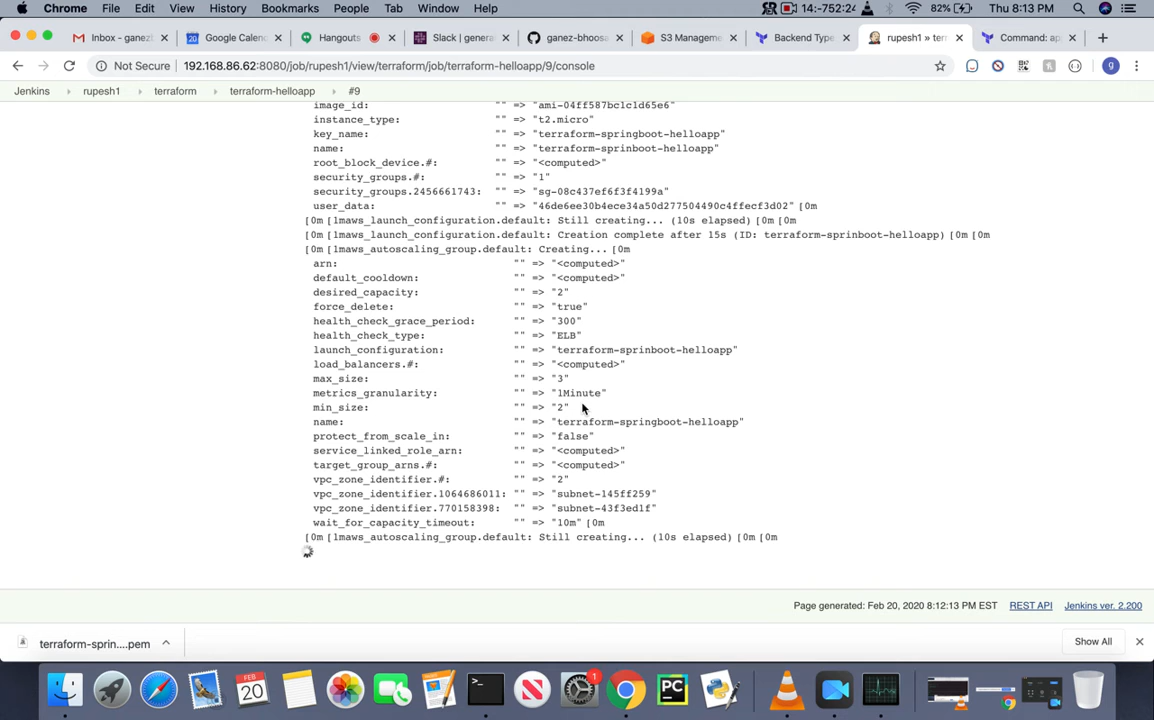 Chrome File Edit View History Bookmarks People Tab Window Help 14:-752:24 82% Thu 8:13 PM
Inbox - ganezb Google Calend Hangouts Slack | genera ganez-bhoosa S3 Manageme Backend Type rupesh1 » terr Command: ap
Not Secure 192.168.86.62:8080/job/rupesh1/view/terraform/job/terraform-helloapp/9/console g
Jenkins rupesh1 terraform terraform-helloapp #9
image_id: "" => "ami-04ff587bc1c1d65e6"
instance_type: "" => "t2.micro"
key_name: "" => "terraform-springboot-helloapp"
name: "" => "terraform-sprinboot-helloapp"
root_block_device.#: "" => "<computed>"
security_groups.#: "" => "1"
security_groups.2456661743: "" => "sg-08c437ef6f3f4199a"
user_data: "" => "46de6ee30b4ece34a50d277504490c4ffecf3d02" [0m
[0m [1maws_launch_configuration.default: Still creating... (10s elapsed) [0m [0m
[0m [1maws_launch_configuration.default: Creation complete after 15s (ID: terraform-sprinboot-helloapp) [0m [0m
[0m [1maws_autoscaling_group.default: Creating... [0m
arn: "" => "<computed>"
default_cooldown: "" => "<computed>"
desired_capacity: "" => "2"
force_delete: "" => "true"
health_check_grace_period: "" => "300"
health_check_type: "" => "ELB"
launch_configuration: "" => "terraform-sprinboot-helloapp"
load_balancers.#: "" => "<computed>"
max_size: "" => "3"
metrics_granularity: "" => "1Minute"
min_size: "" => "2"
name: "" => "terraform-springboot-helloapp"
protect_from_scale_in: "" => "false"
service_linked_role_arn: "" => "<computed>"
target_group_arns.#: "" => "<computed>"
vpc_zone_identifier.#: "" => "2"
vpc_zone_identifier.1064686011: "" => "subnet-145ff259"
vpc_zone_identifier.770158398: "" => "subnet-43f3ed1f"
wait_for_capacity_timeout: "" => "10m" [0m
[0m [1maws_autoscaling_group.default: Still creating... (10s elapsed) [0m [0m
Page generated: Feb 20, 2020 8:12:13 PM EST REST API Jenkins ver. 2.200
terraform-sprin....pem Show All
FEB
20
1
PC